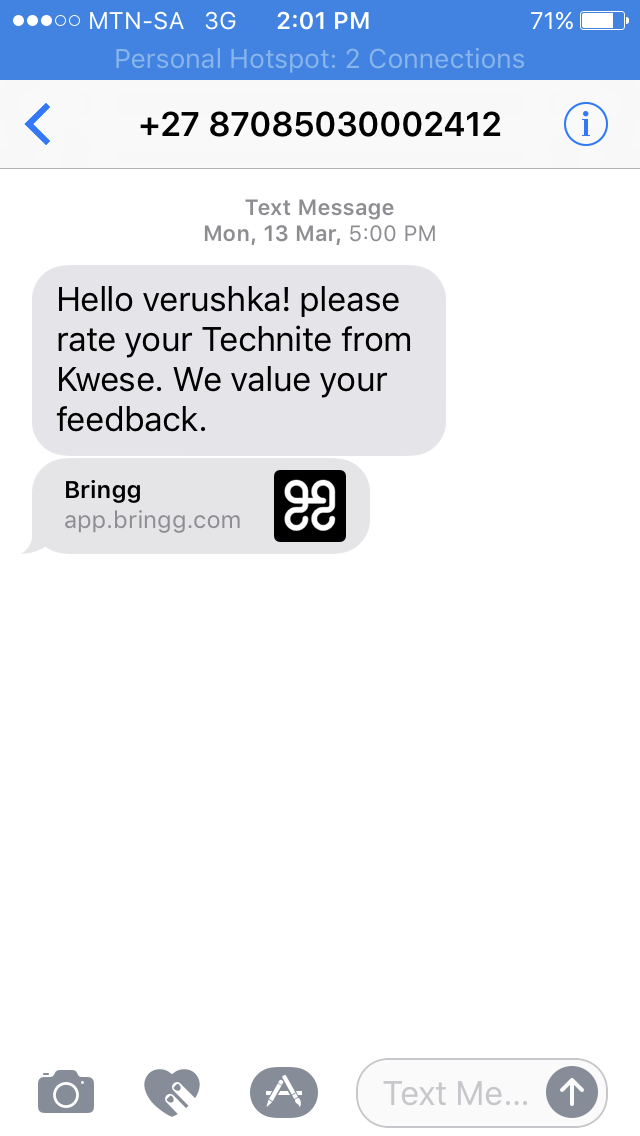 MTN-SA 3G 2:01 PM 71%
Personal Hotspot: 2 Connections
+27 87085030002412
Text Message
Mon, 13 Mar, 5:00 PM
Hello verushka! please
rate your Technite from
Kwese. We value your
feedback.
Bringg
app.bringg.com
Text Me...